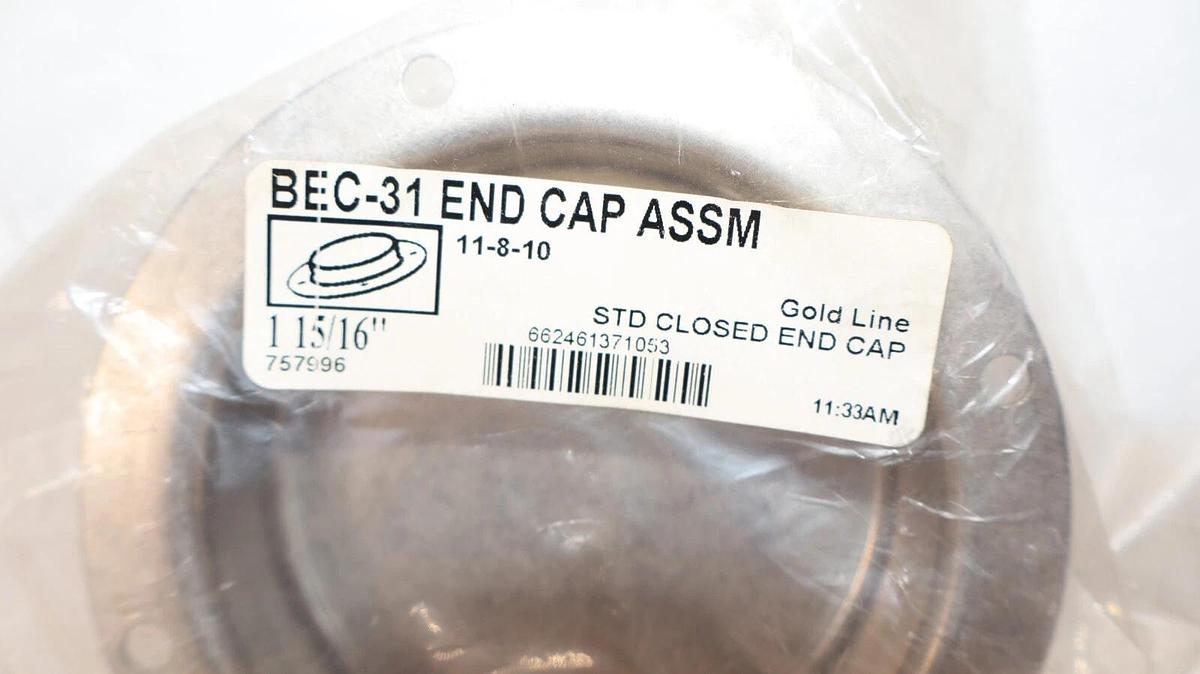 BEC-31 END CAP ASSM
11-8-10
Gold Line
STD CLOSED END CAP
1 15/16"
757996
662461371053
11:33AM